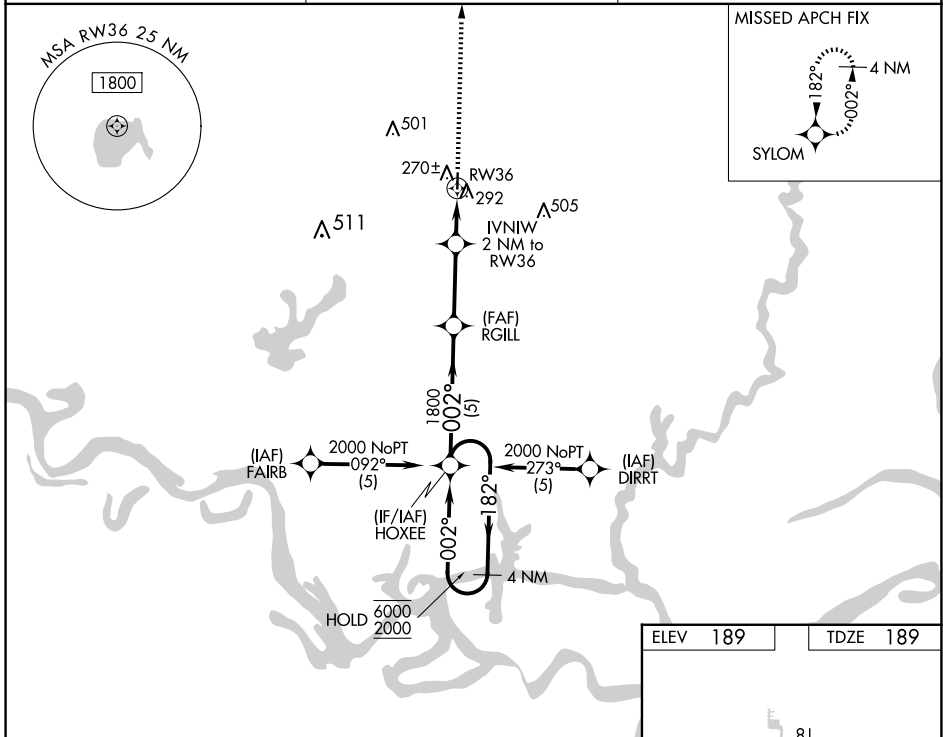 MSA RW36 25 NM
1800
MISSED APCH FIX
4 NM
182°
002°
SYLOM
501
270±
RW36
292
505
511
IVNIW
2 NM to
RW36
(FAF)
RGILL
1800
002°
(5)
(IAF)
FAIRB
2000 NoPT
092°
(5)
2000 NoPT
273°
(5)
(IAF)
DIRRT
(IF/IAF)
HOXEE
002°
182°
4 NM
HOLD 6000
2000
ELEV 189
TDZE 189